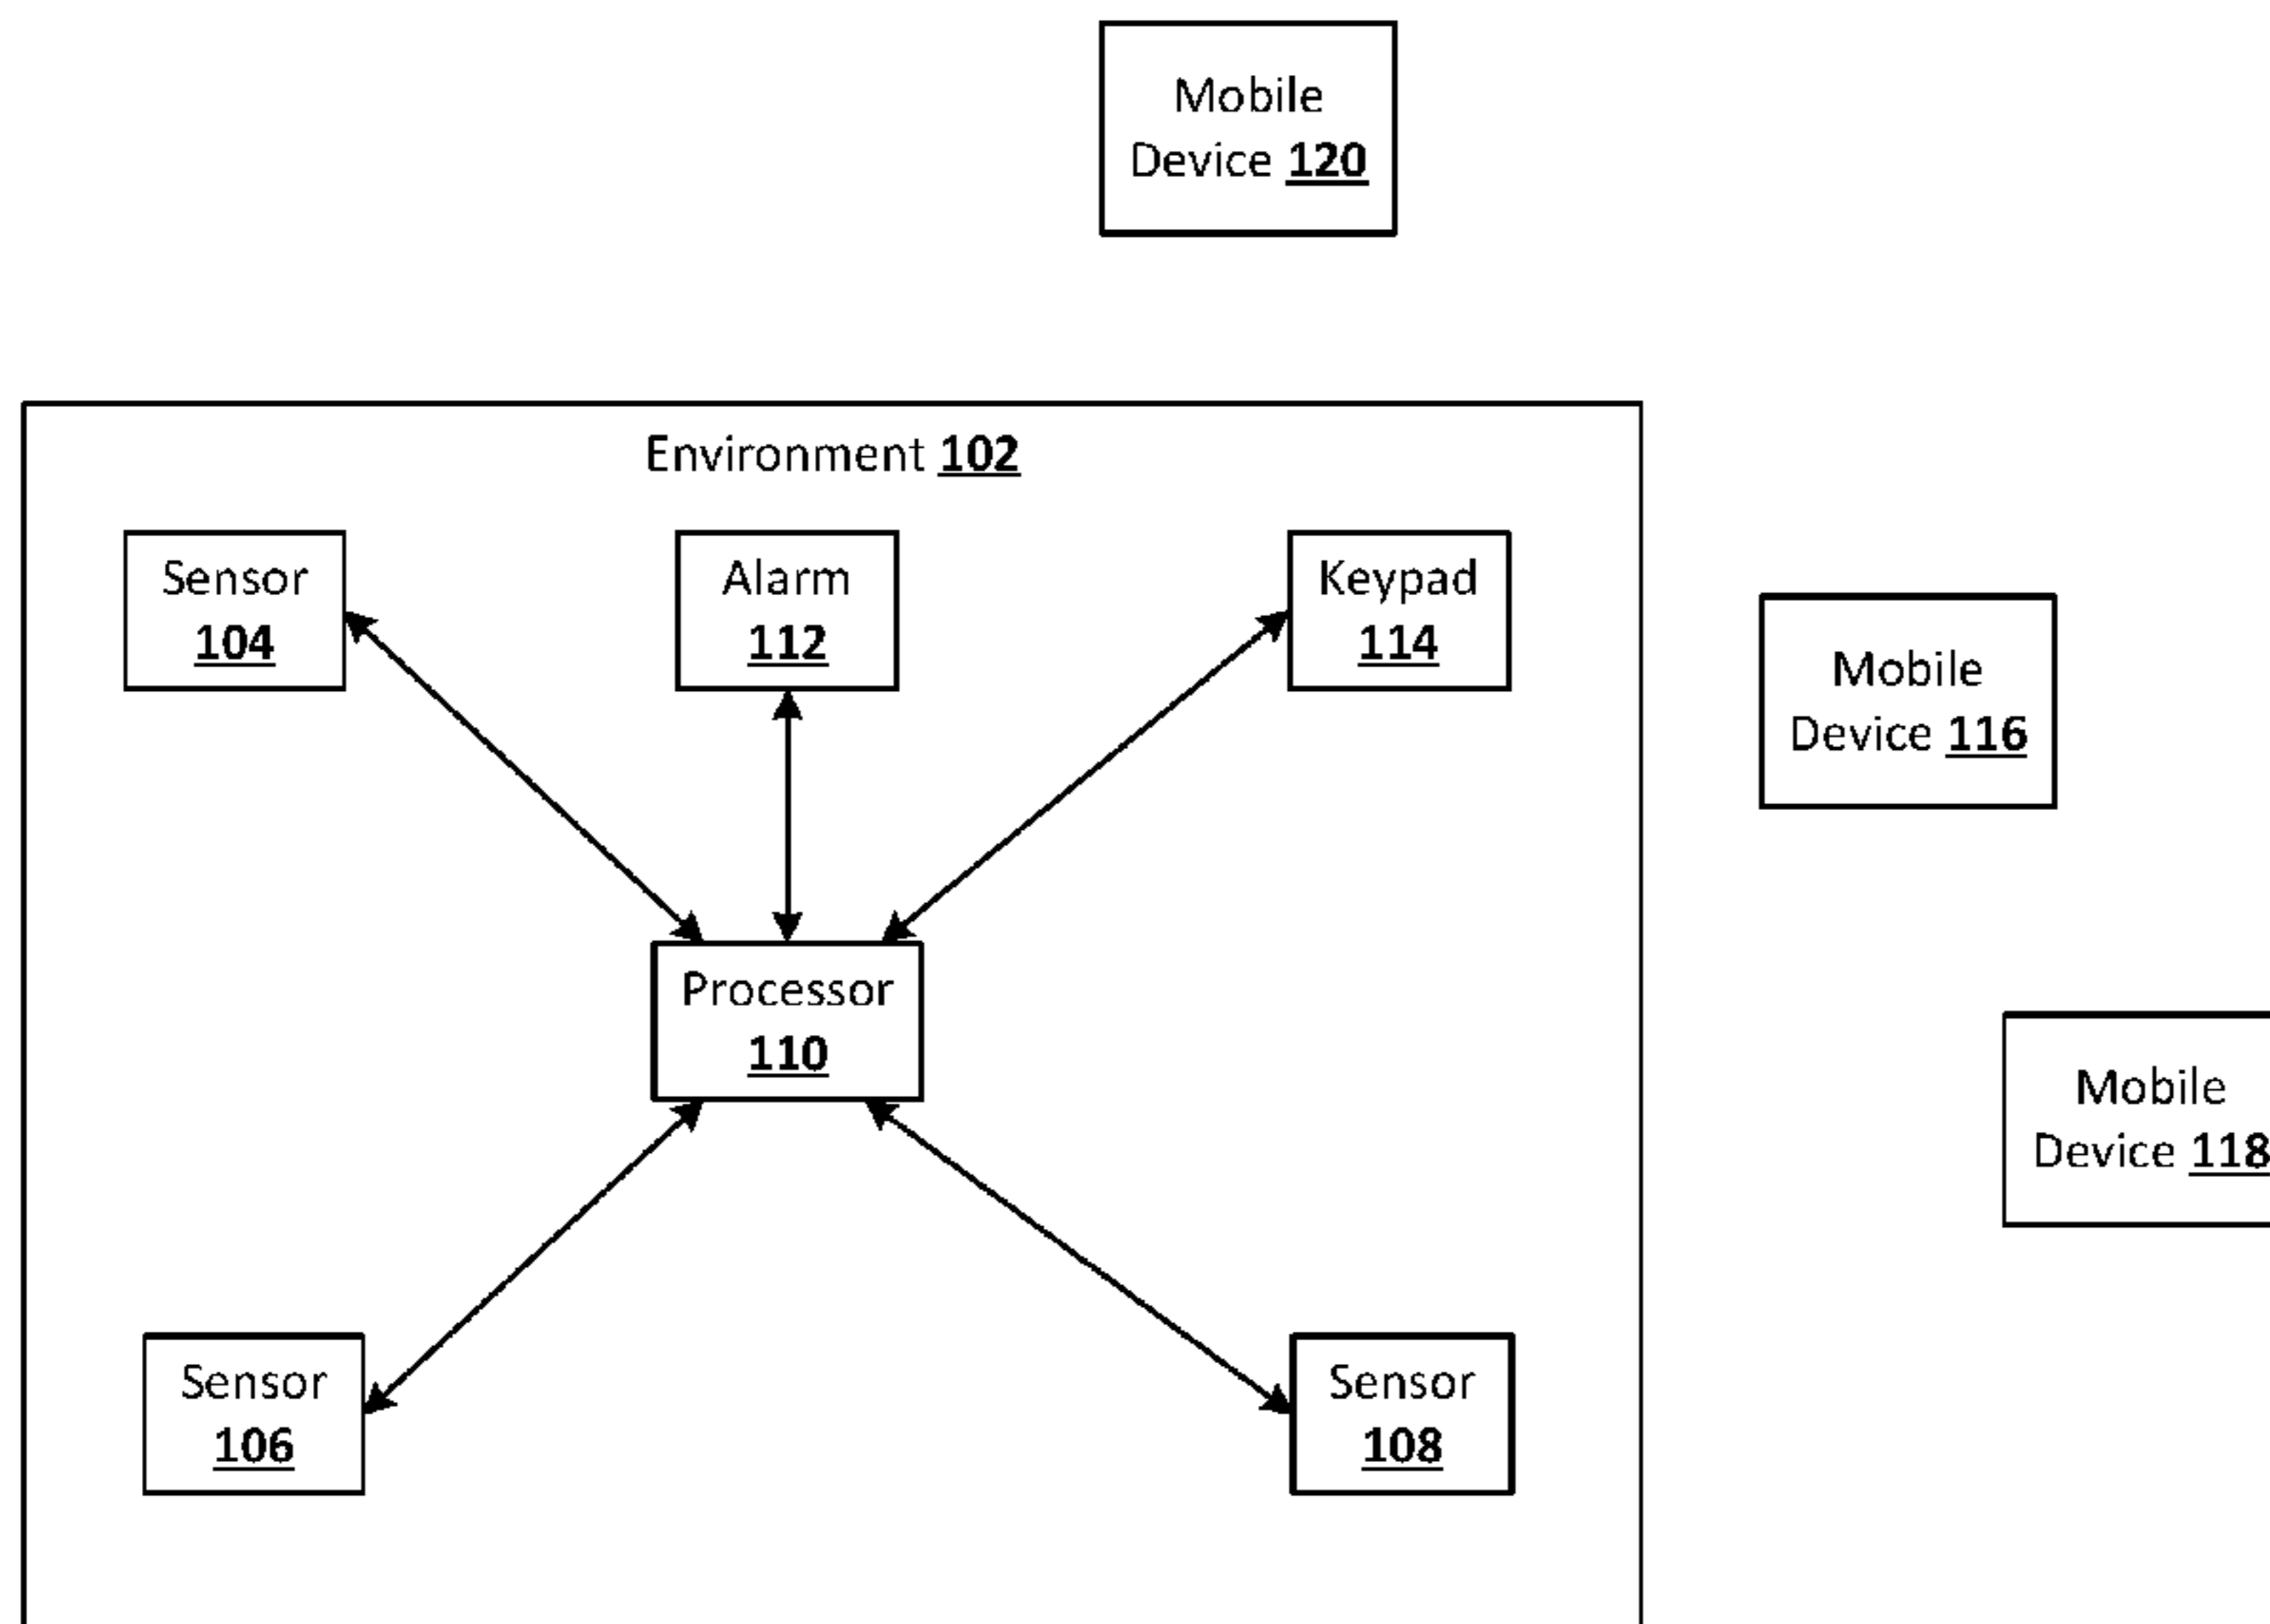 Mobile
Device 120
Environment 102
Sensor
104
Alarm
112
Keypad
114
Mobile
Device 116
Processor
110
Mobile
Device 118
Sensor
106
Sensor
108